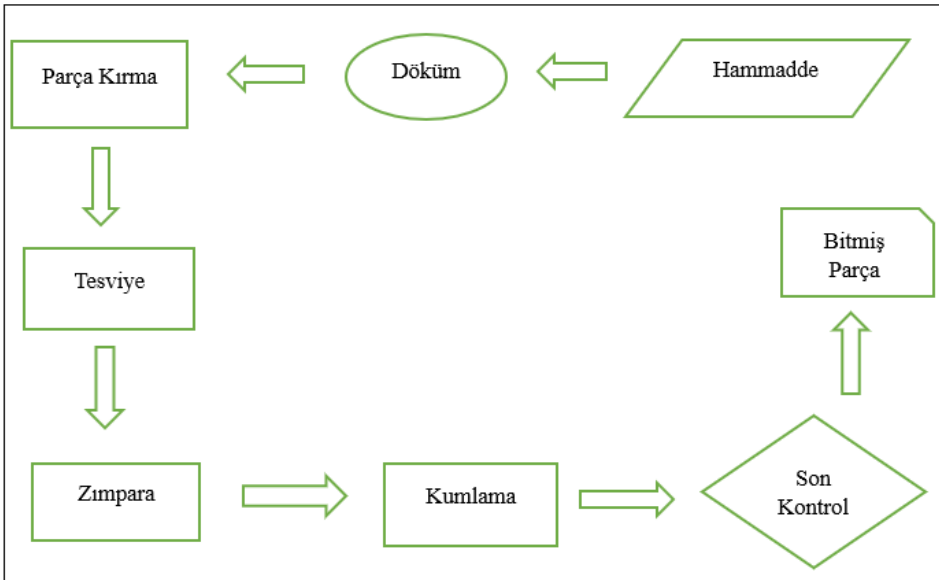 Hammadde
Döküm
Parça Kırma
Tesviye
Zımpara
Kumlama
Son
Kontrol
Bitmiş
Parça